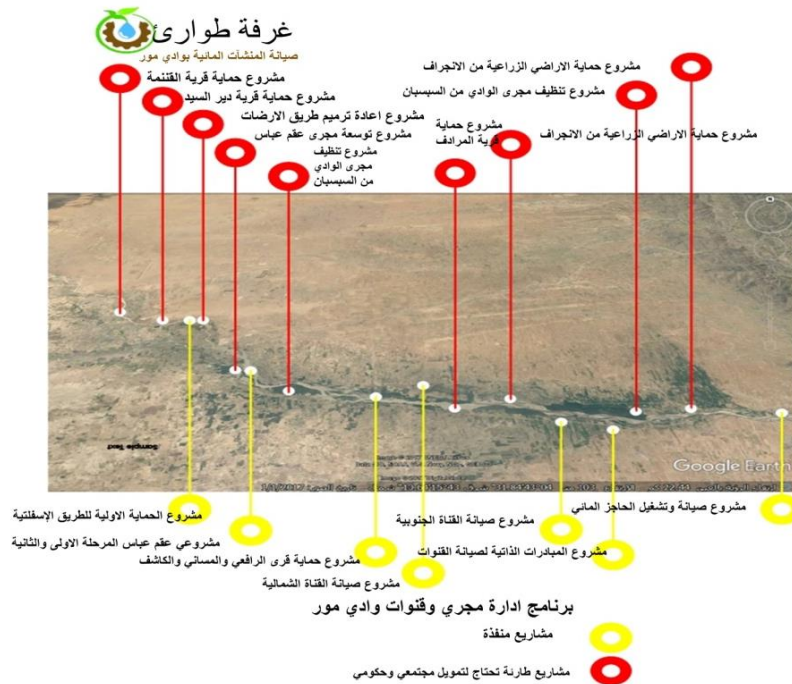 غرفة طوارئ
صيانة المنشآت المائية بوادي مور
مشروع حماية قرية القتنمة
مشروع حماية قرية دير السيد
مشروع اعادة ترميم طريق الارضات
مشروع توسعة مجرى عقم عباس
مشروع تنظيف
مجرى الوادي
من السيسبان
مشروع حماية الاراضي الزراعية من الانجراف
مشروع تنظيف مجرى الوادي من السيسبان
مشروع حماية
قرية المرادف
مشروع حماية الاراضي الزراعية من الانجراف
Sample Text
Google Earth
مشروع الحماية الاولية للطريق الإسفلتية
مشروعي عقم عباس المرحلة الاولى والثانية
مشروع حماية قرى الرافعي والمساني والكاشف
مشروع صيانة القناة الشمالية
مشروع صيانة القناة الجنوبية
مشروع المبادرات الذاتية لصيانة القنوات
مشروع صيانة وتشغيل الحاجز المائي
برنامج ادارة مجري وقنوات وادي مور
مشاريع منفذة
مشاريع طارئة تحتاج لتمويل مجتمعي وحكومي